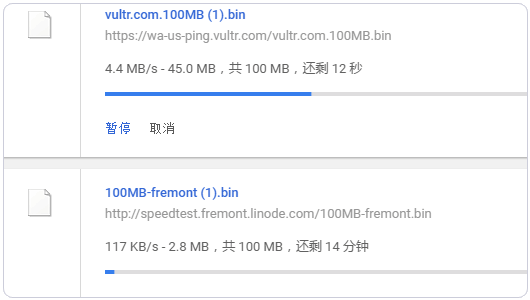 vultr.com.100MB (1).bin
https://wa-us-ping.vultr.com/vultr.com.100MB.bin
4.4 MB/s - 45.0 MB，共 100 MB，还剩 12 秒
暂停 取消
100MB-fremont (1).bin
http://speedtest.fremont.linode.com/100MB-fremont.bin
117 KB/s - 2.8 MB，共 100 MB，还剩 14 分钟